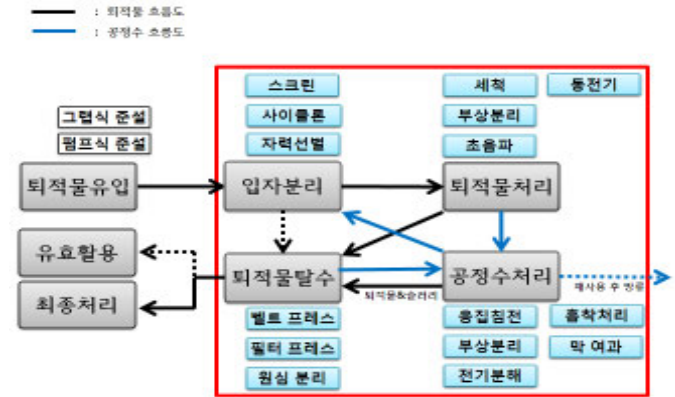 : 퇴적물 흐름도
: 공정수 흐름도
스크린
세척
동전기
그랩식 준설
사이클론
부상분리
펌프식 준설
자력선별
초음파
퇴적물유입
입자분리
퇴적물처리
유효활용
퇴적물탈수
공정수처리
최종처리
퇴적물&슬러리
재사용 후 방류
벨트 프레스
응집침전
흡착처리
필터 프레스
부상분리
막 여과
원심 분리
전기분해